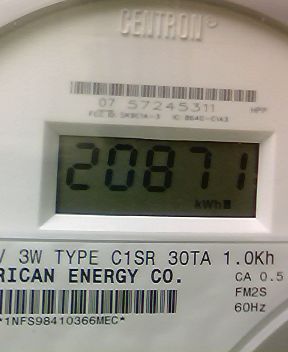 CENTRON®
07 57245311
20871
kWh
V 3W TYPE C1SR 30TA 1.0Kh
RICAN ENERGY CO.
CA 0.5
FM2S
60Hz
*1NFS98410366MEC*